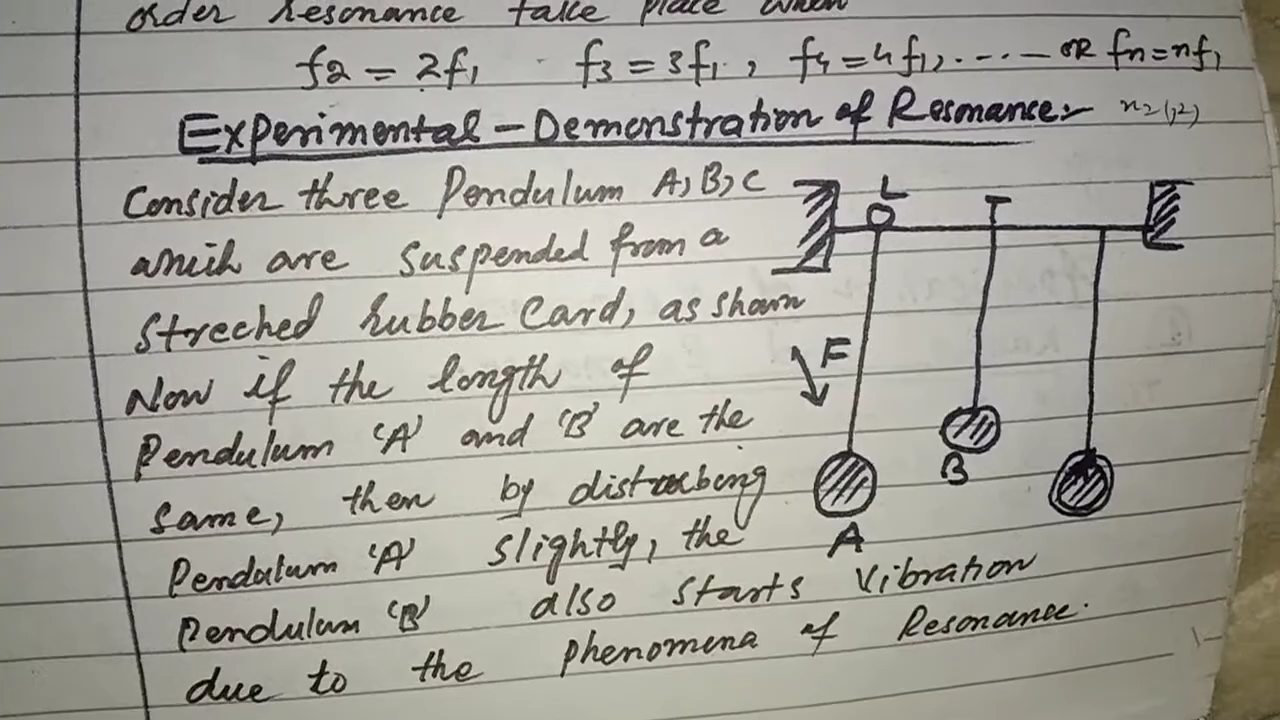 order Resonance take place when
f2 = 2f1 f3 = 3f1, f4 = 4f1, ..... OR fn = nf1
Experimental - Demonstration of Resonance:-
Consider three Pendulum A, B, C
which are suspended from a
streched rubber Card, as shown
Now if the length of
Pendulum 'A' and 'B' are the
same, then by distrubing
Pendulum 'A' slightly, the
Pendulum 'B' also starts Vibration
due to the phenomena of Resonance.
L
F
B
A